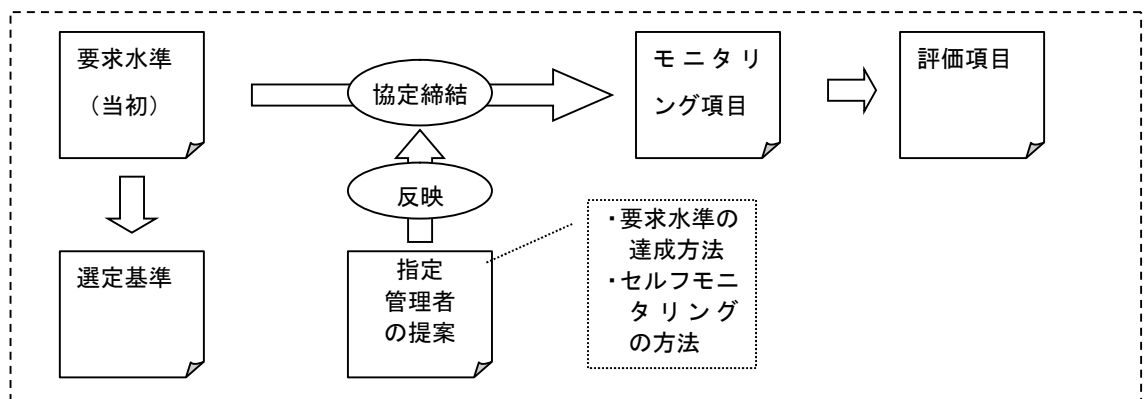 要求水準
（当初）
協定締結
モニタリ
ング項目
評価項目
反映
選定基準
指定
管理者
の提案
・要求水準の
達成方法
・セルフモニ
タリング
の方法